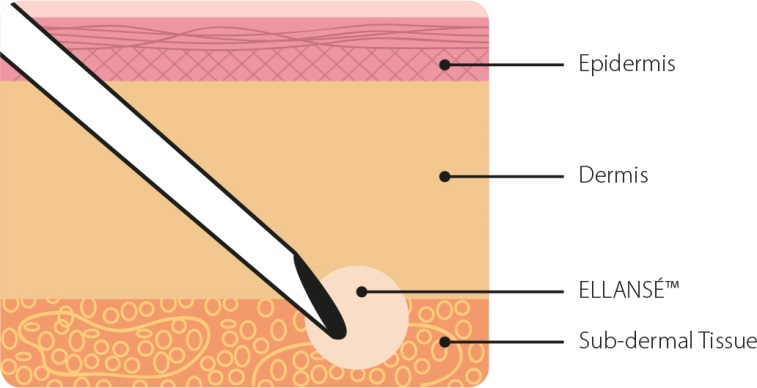 Epidermis
Dermis
ELLANSÉ™
Sub-dermal Tissue